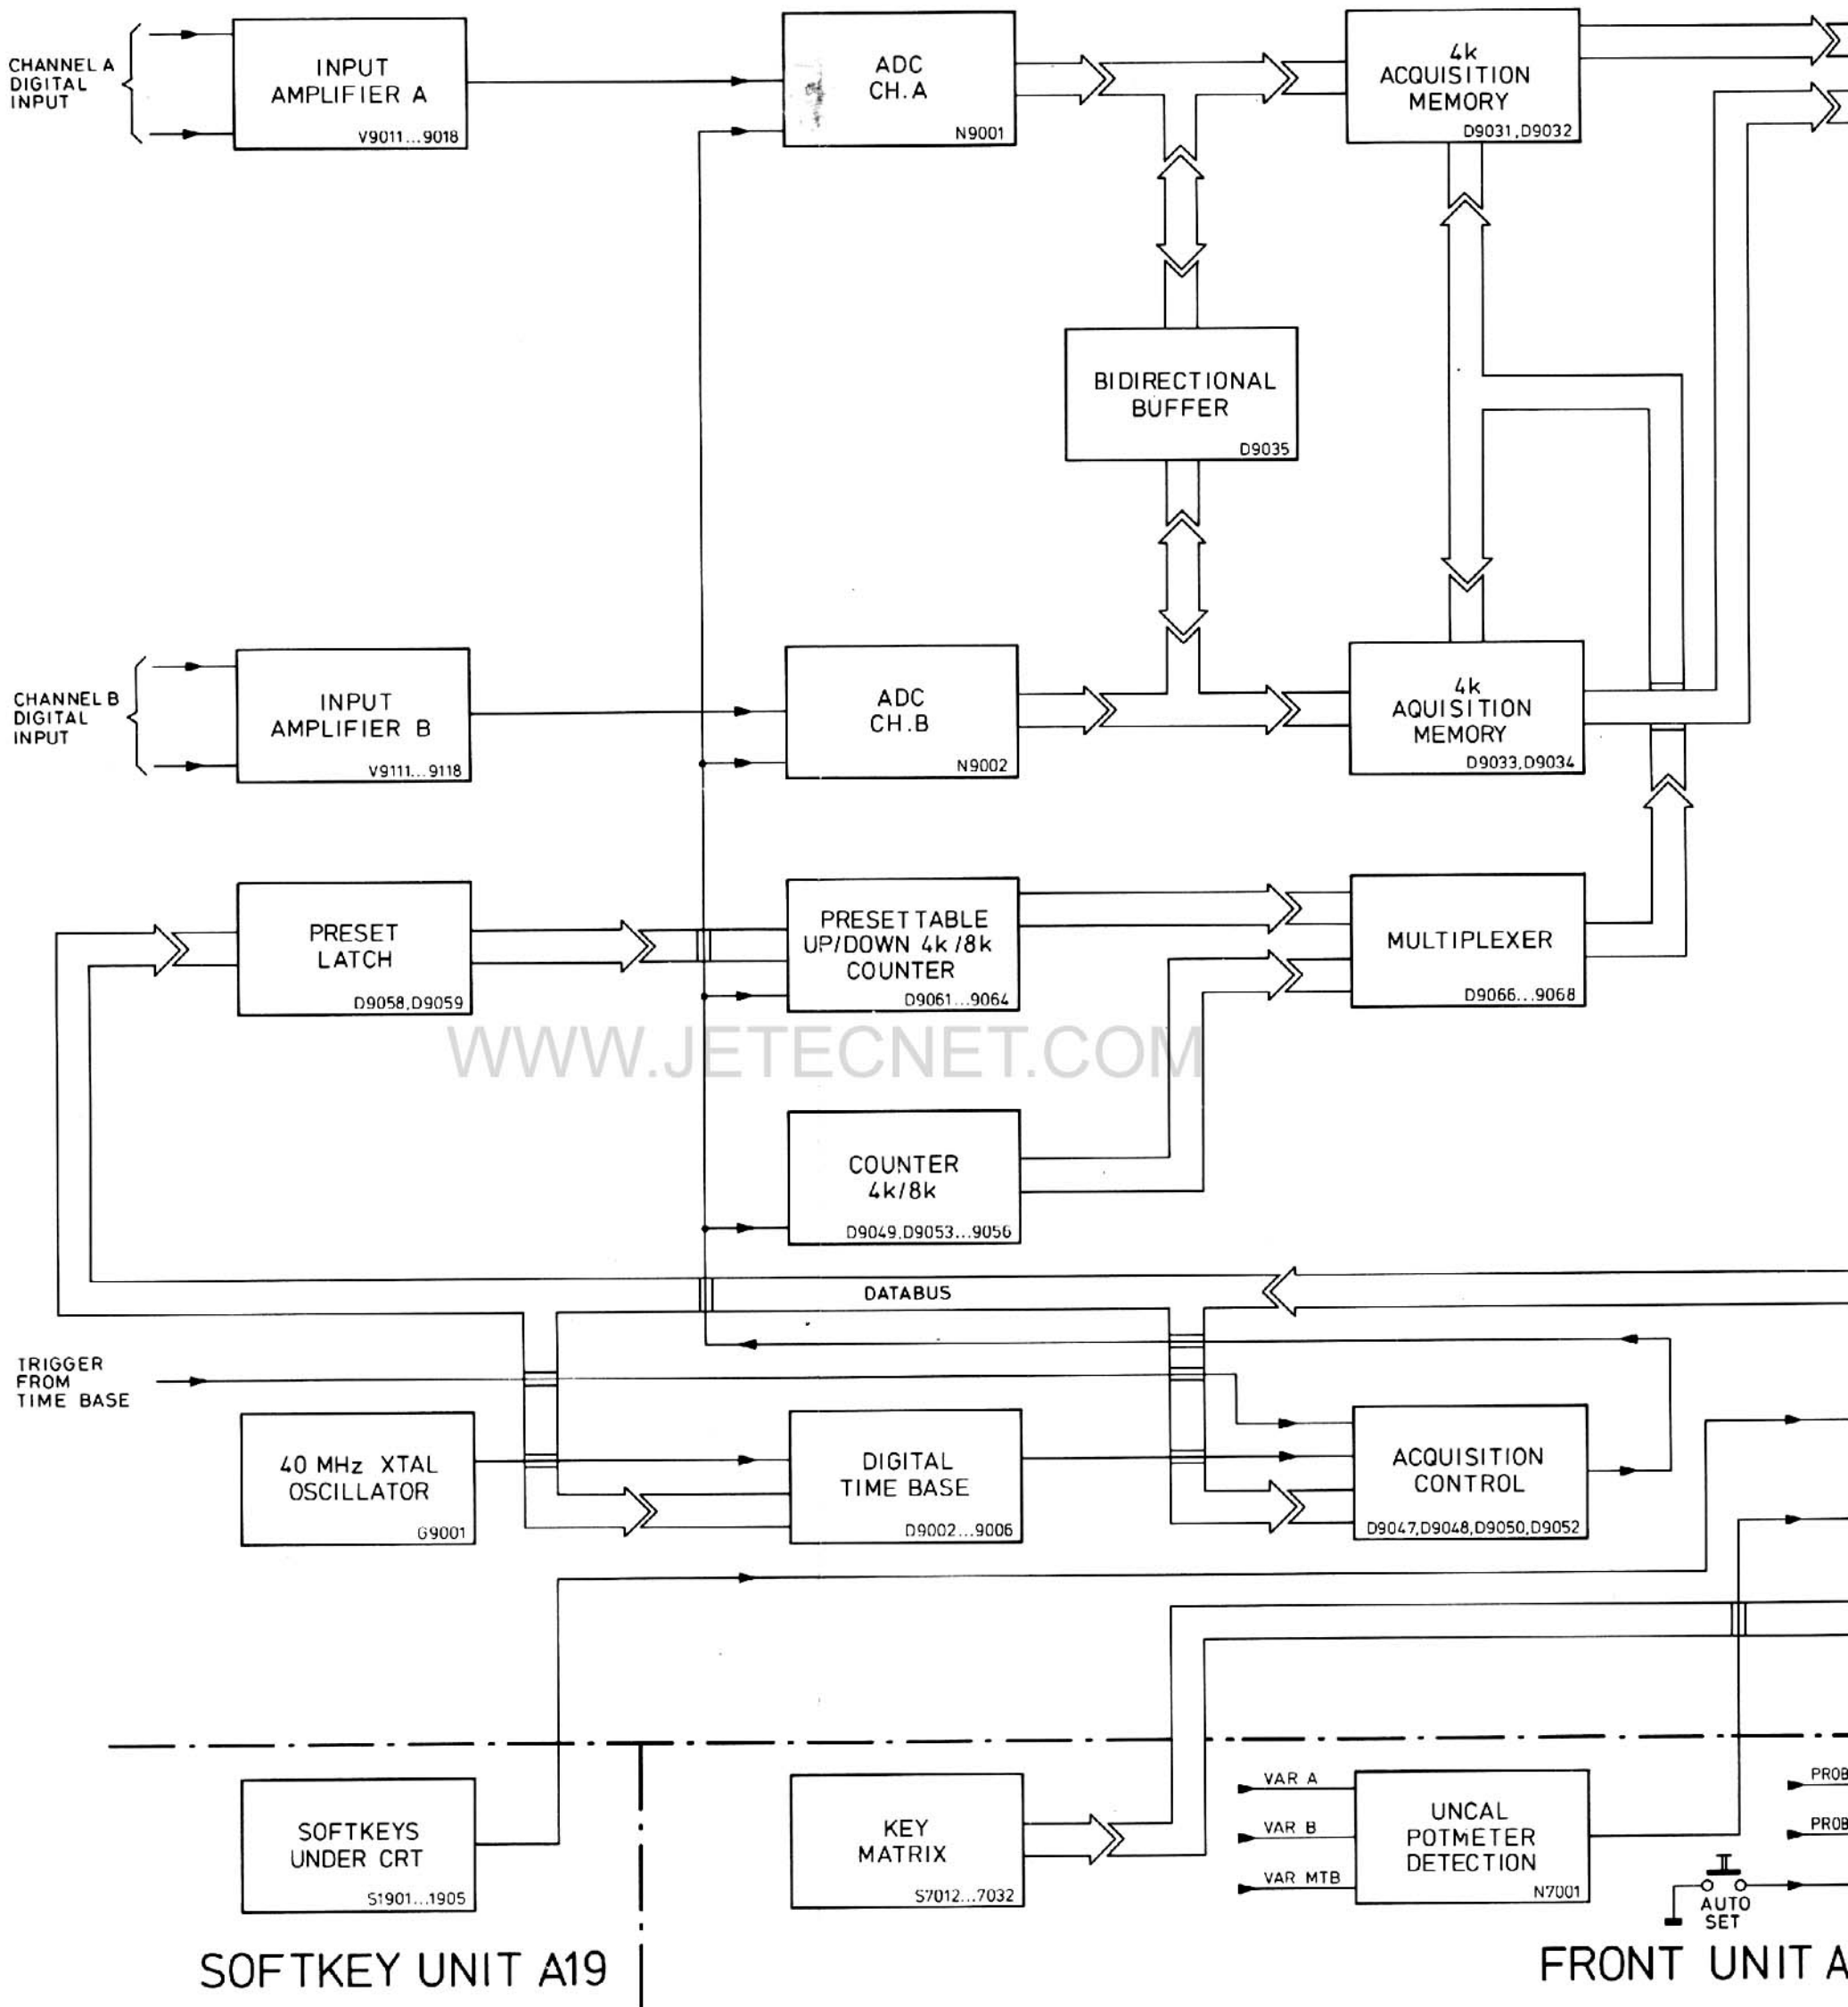 CHANNEL A
DIGITAL
INPUT
INPUT
AMPLIFIER A
V9011...9018
ADC
CH.A
N9001
4k
ACQUISITION
MEMORY
D9031,D9032
BIDIRECTIONAL
BUFFER
D9035
CHANNEL B
DIGITAL
INPUT
INPUT
AMPLIFIER B
V9111...9118
ADC
CH.B
N9002
4k
AQUISITION
MEMORY
D9033,D9034
PRESET
LATCH
D9058,D9059
PRESETTABLE
UP/DOWN 4k/8k
COUNTER
D9061...9064
MULTIPLEXER
D9066...9068
WWW.JETECNET.COM
COUNTER
4k/8k
D9049,D9053...9056
DATABUS
TRIGGER
FROM
TIME BASE
40 MHz XTAL
OSCILLATOR
G9001
DIGITAL
TIME BASE
D9002...9006
ACQUISITION
CONTROL
D9047,D9048,D9050,D9052
SOFTKEYS
UNDER CRT
S1901...1905
KEY
MATRIX
S7012...7032
VAR A
VAR B
VAR MTB
UNCAL
POTMETER
DETECTION
N7001
PROB
PROB
AUTO
SET
SOFTKEY UNIT A19
FRONT UNIT A